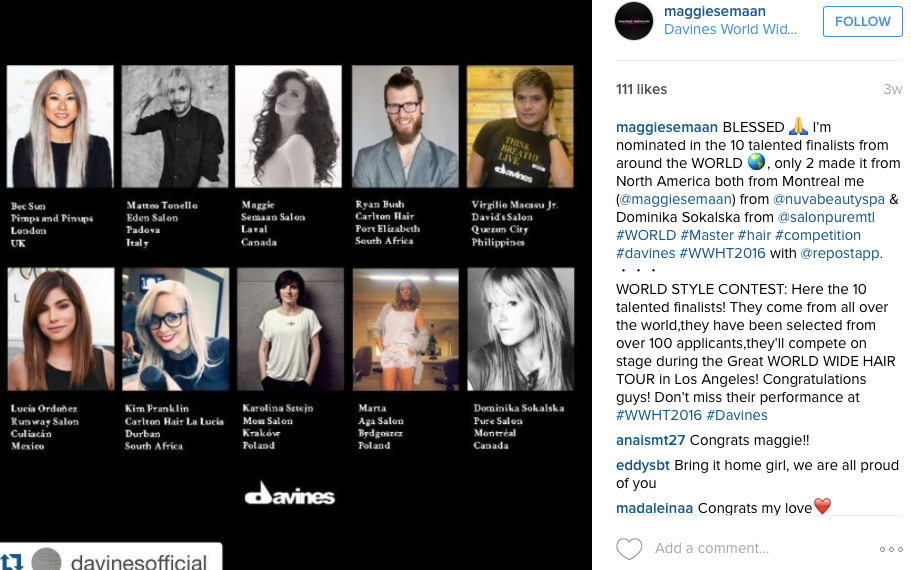 maggiesemaan
Davines World Wid...
FOLLOW
111 likes
3w
maggiesemaan BLESSED 🙏 I'm
nominated in the 10 talented finalists from
around the WORLD 🌎, only 2 made it from
North America both from Montreal me
(@maggiesemaan) from @nuvabeautyspa &
Dominika Sokalska from @salonpuremtl
#WORLD #Master #hair #competition
#davines #WWHT2016 with @repostapp.
・・・
WORLD STYLE CONTEST: Here the 10
talented finalists! They come from all over
the world,they have been selected from
over 100 applicants,they'll compete on
stage during the Great WORLD WIDE HAIR
TOUR in Los Angeles! Congratulations
guys! Don't miss their performance at
#WWHT2016 #Davines
anaismt27 Congrats maggie!!
eddysbt Bring it home girl, we are all proud
of you
madaleinaa Congrats my love❤️
Add a comment...
THINK
BREATHE
LIVE
davines
Bec Sun
Pimps and Pinups
London
UK
Matteo Tonello
Eden Salon
Padova
Italy
Maggie
Semaan Salon
Laval
Canada
Ryan Bush
Carlton Hair
Port Elizabeth
South Africa
Virgilio Macasu Jr.
David's Salon
Quezon City
Philippines
Lucía Ordoñez
Runway Salon
Culiacán
Mexico
Kim Franklin
Carlton Hair La Lucia
Durban
South Africa
Karolina Sztejn
Moss Salon
Kraków
Poland
Marta
Aga Salon
Bydgoszcz
Poland
Dominika Sokalska
Pure Salon
Montréal
Canada
davines
davinesofficial